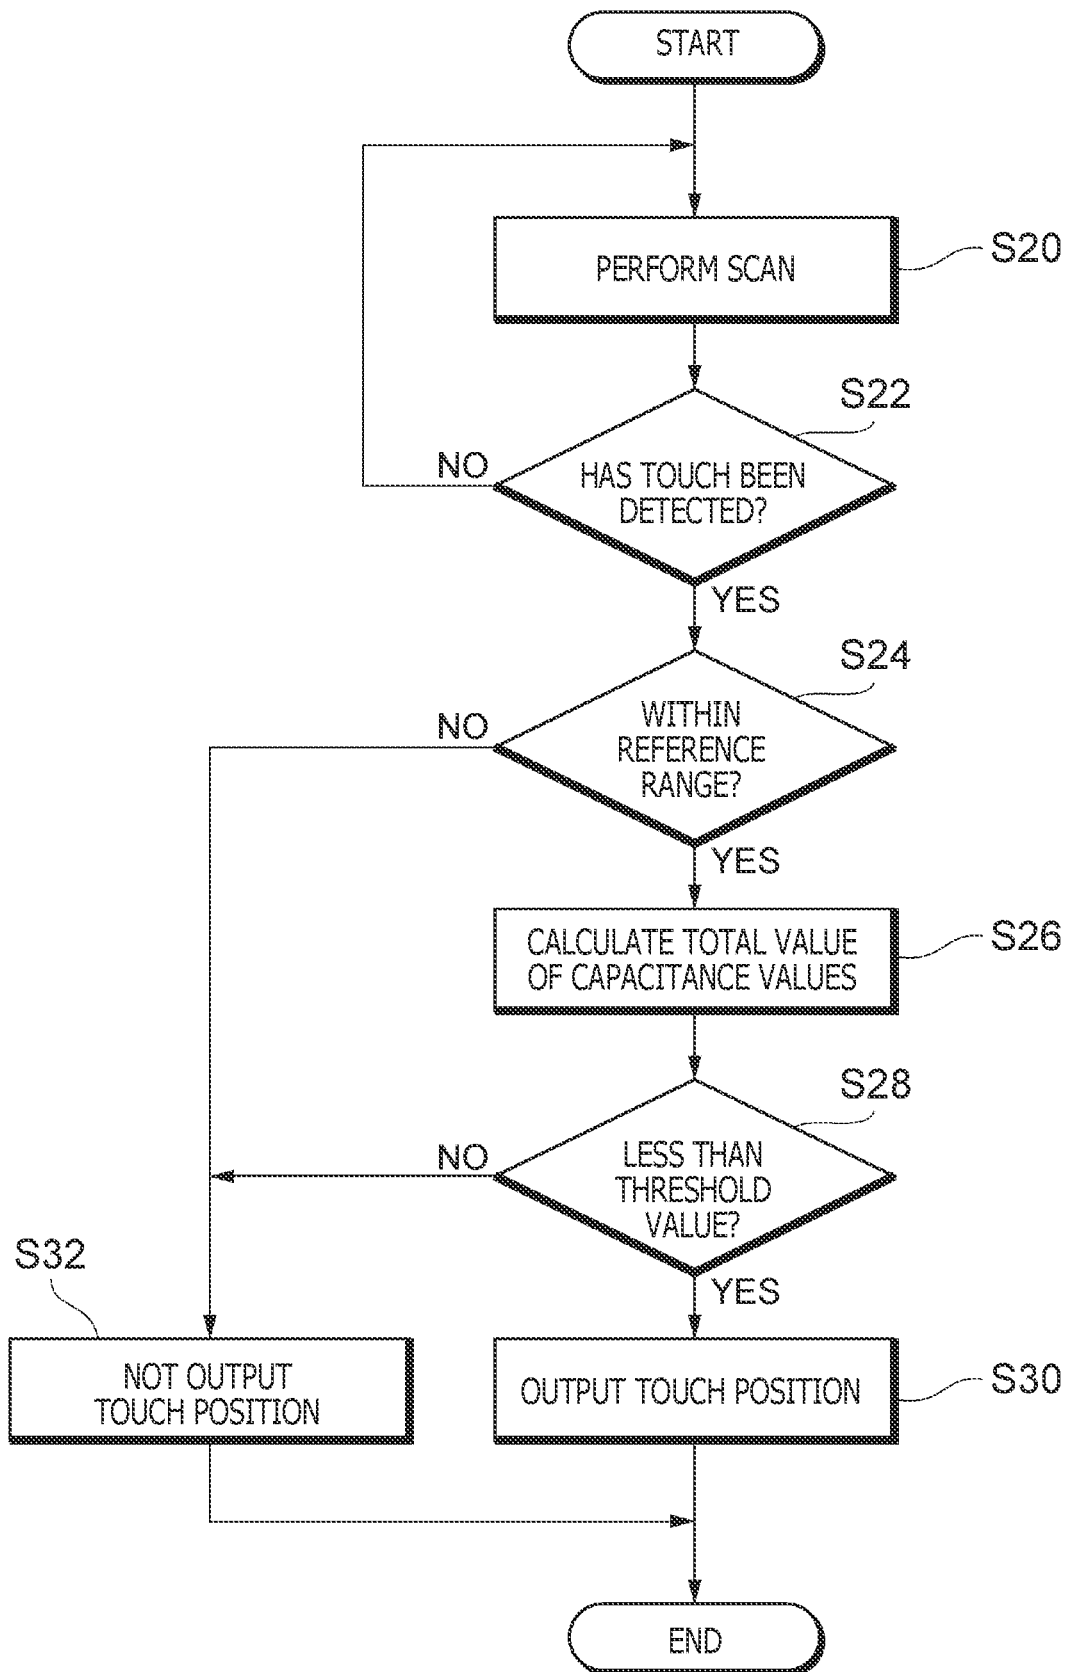 START
PERFORM SCAN
S20
S22
NO
HAS TOUCH BEEN
DETECTED?
YES
S24
NO
WITHIN
REFERENCE
RANGE?
YES
CALCULATE TOTAL VALUE
OF CAPACITANCE VALUES
S26
S28
NO
LESS THAN
THRESHOLD
VALUE?
YES
S32
NOT OUTPUT
TOUCH POSITION
OUTPUT TOUCH POSITION
S30
END